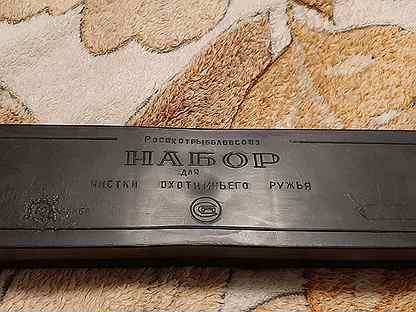 Росохотрыболовсоюз
НАБОР
для
ЧИСТКИ ОХОТНИЧЬЕГО РУЖЬЯ